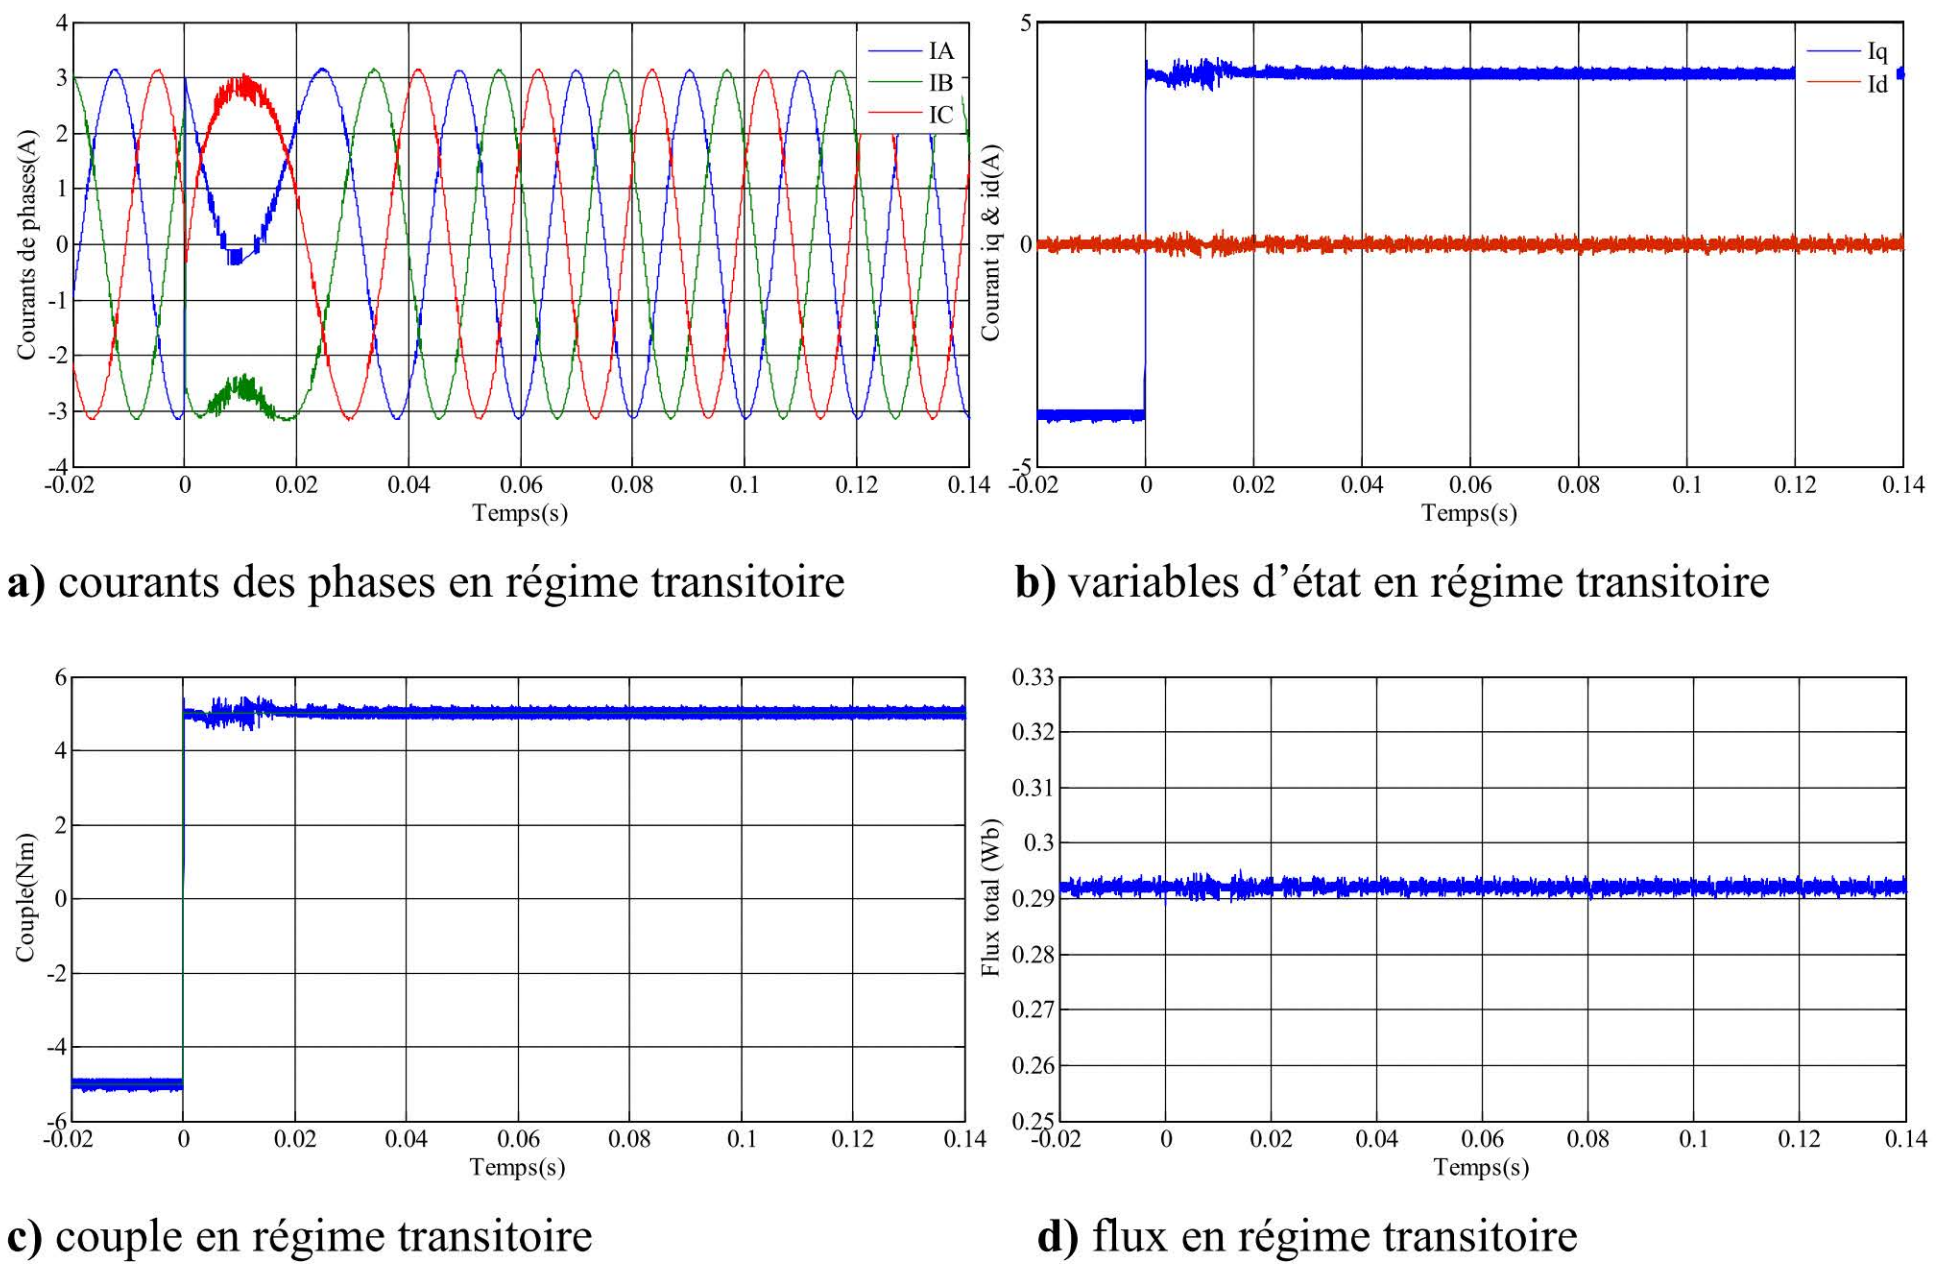 4
3
2
1
0
-1
-2
-3
-4
Courants de phases(A)
IA
IB
IC
-0.02 0 0.02 0.04 0.06 0.08 0.1 0.12 0.14
Temps(s)
5
0
-5
Courant iq & id(A)
Iq
Id
-0.02 0 0.02 0.04 0.06 0.08 0.1 0.12 0.14
Temps(s)
a) courants des phases en régime transitoire
b) variables d’état en régime transitoire
6
4
2
0
-2
-4
-6
Couple(Nm)
-0.02 0 0.02 0.04 0.06 0.08 0.1 0.12 0.14
Temps(s)
0.33
0.32
0.31
0.3
0.29
0.28
0.27
0.26
0.25
Flux total (Wb)
-0.02 0 0.02 0.04 0.06 0.08 0.1 0.12 0.14
Temps(s)
c) couple en régime transitoire
d) flux en régime transitoire